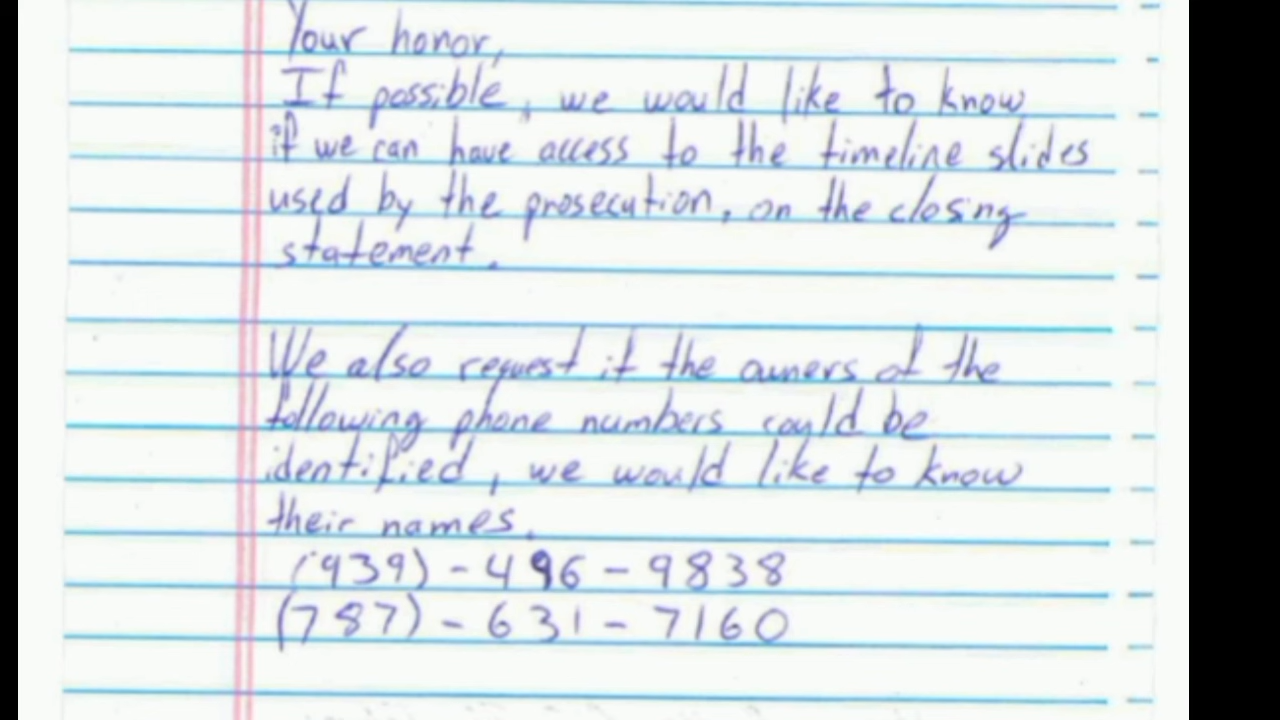 Your honor,
If possible, we would like to know
if we can have access to the timeline slides
used by the prosecution, on the closing
statement.
We also request if the owners of the
following phone numbers could be
identified, we would like to know
their names.
(939) - 496 - 9838
(787) - 631 - 7160